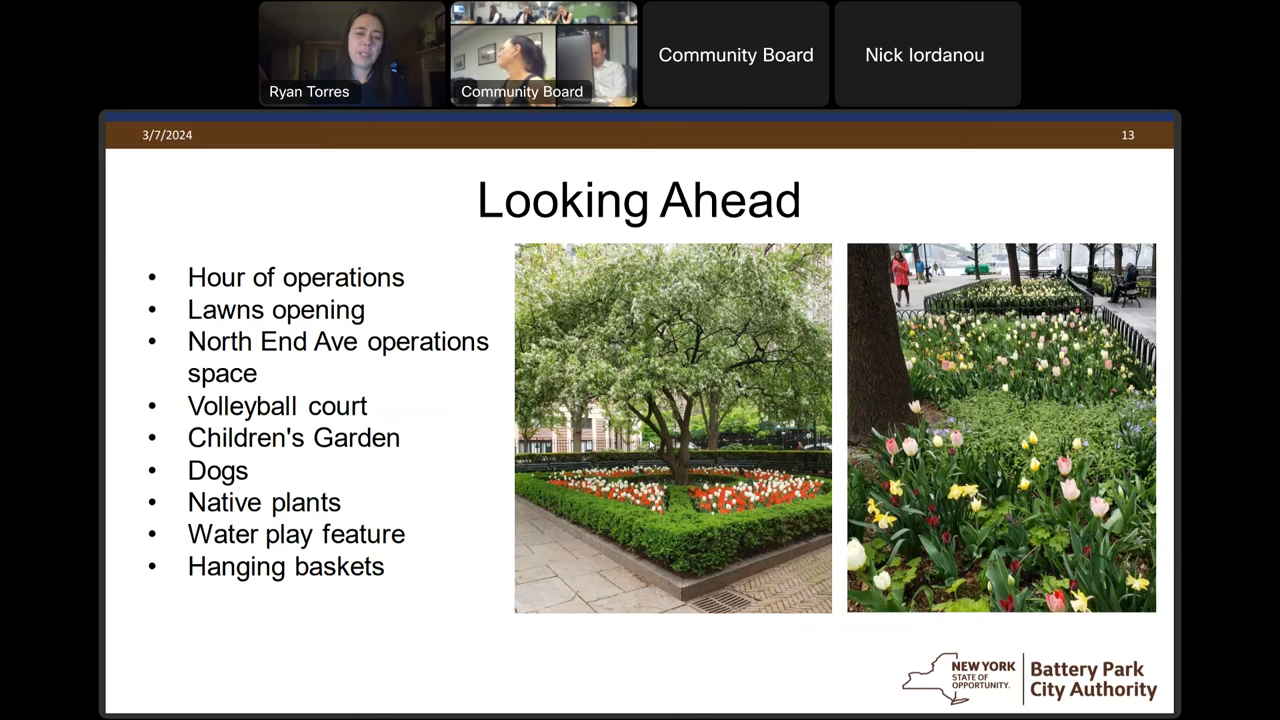 Ryan Torres
Community Board
Community Board
Nick Iordanou
3/7/2024
13
Looking Ahead
• Hour of operations
• Lawns opening
• North End Ave operations
space
• Volleyball court
• Children's Garden
• Dogs
• Native plants
• Water play feature
• Hanging baskets
NEW YORK
STATE OF
OPPORTUNITY.
Battery Park
City Authority